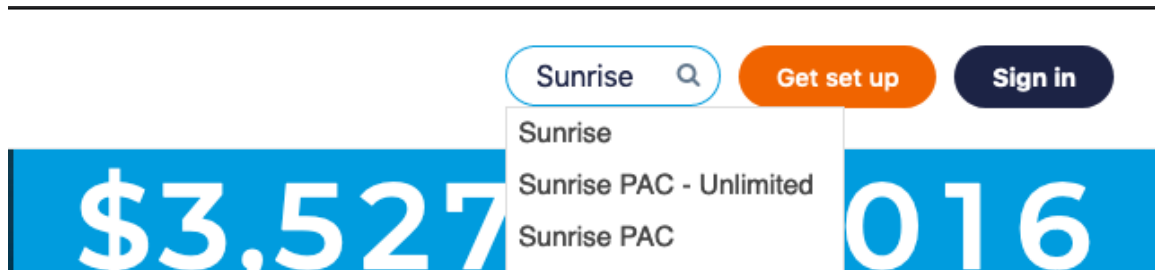 Sunrise
Get set up
Sign in
Sunrise
Sunrise PAC - Unlimited
Sunrise PAC
$3,527 016